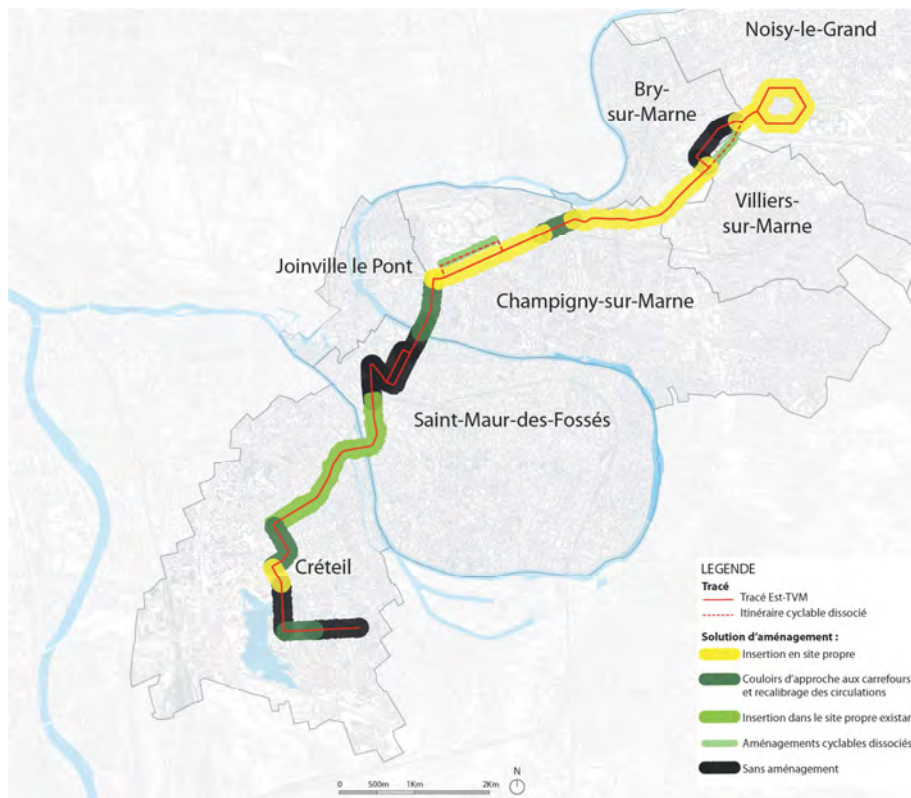 Noisy-le-Grand
Bry-
sur-Marne
Villiers-
sur-Marne
Joinville le Pont
Champigny-sur-Marne
Saint-Maur-des-Fossés
Créteil
LEGENDE
Tracé
Tracé Est-TVM
Itinéraire cyclable dissocié
Solution d'aménagement :
Insertion en site propre
Couloirs d'approche aux carrefours
et recalibrage des circulations
Insertion dans le site propre existan
Aménagements cyclables dissociés
Sans aménagement
0 500m 1Km 2Km
N